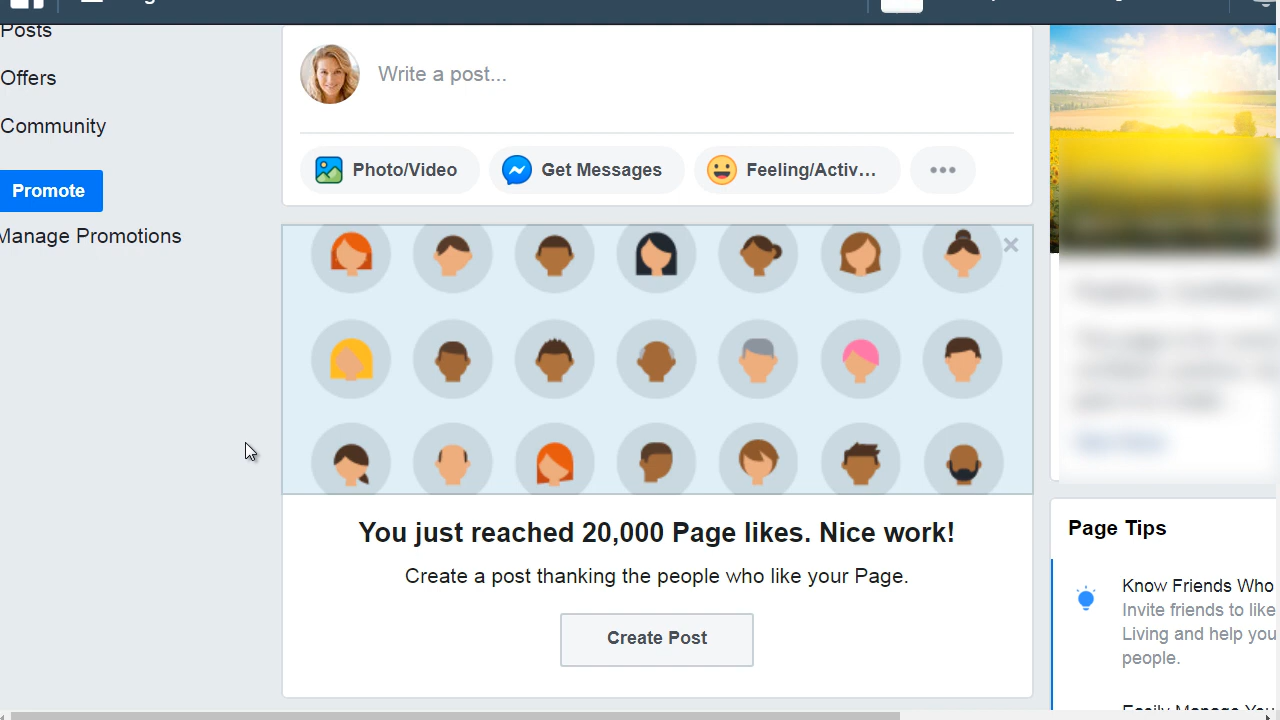 Posts
Offers
Community
Promote
Manage Promotions
Write a post...
Photo/Video
Get Messages
Feeling/Activ...
You just reached 20,000 Page likes. Nice work!
Create a post thanking the people who like your Page.
Create Post
Page Tips
Know Friends Who
Invite friends to like
Living and help you
people.